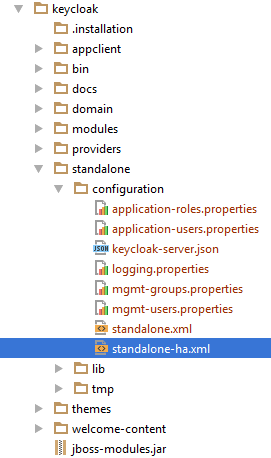 keycloak
.installation
appclient
bin
docs
domain
modules
providers
standalone
configuration
application-roles.properties
application-users.properties
keycloak-server.json
logging.properties
mgmt-groups.properties
mgmt-users.properties
standalone.xml
standalone-ha.xml
lib
tmp
themes
welcome-content
jboss-modules.jar